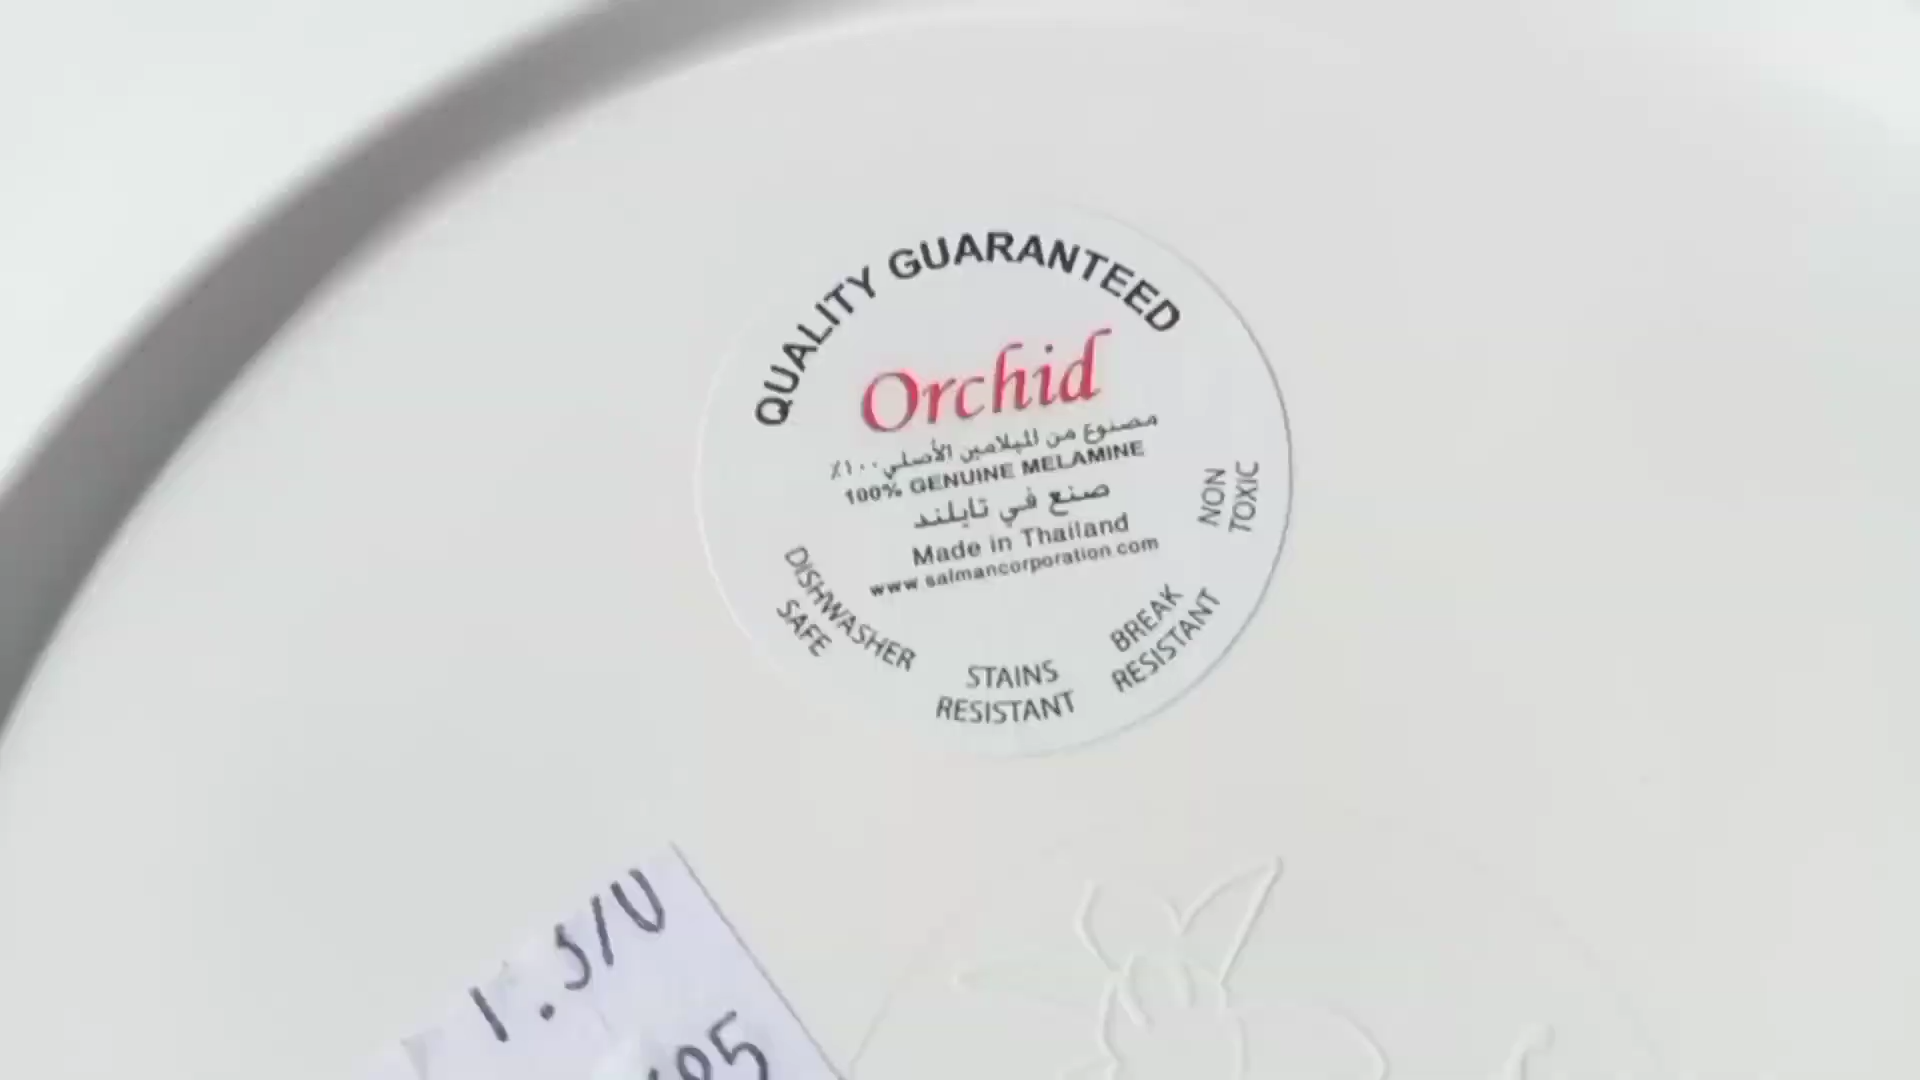 QUALITY GUARANTEED
Orchid
مصنوع من الميلامين الأصلي ١٠٠٪
100% GENUINE MELAMINE
صنع في تايلند
Made in Thailand
www.salmancorporation.com
DISHWASHER
SAFE
STAINS
RESISTANT
BREAK
RESISTANT
NON
TOXIC